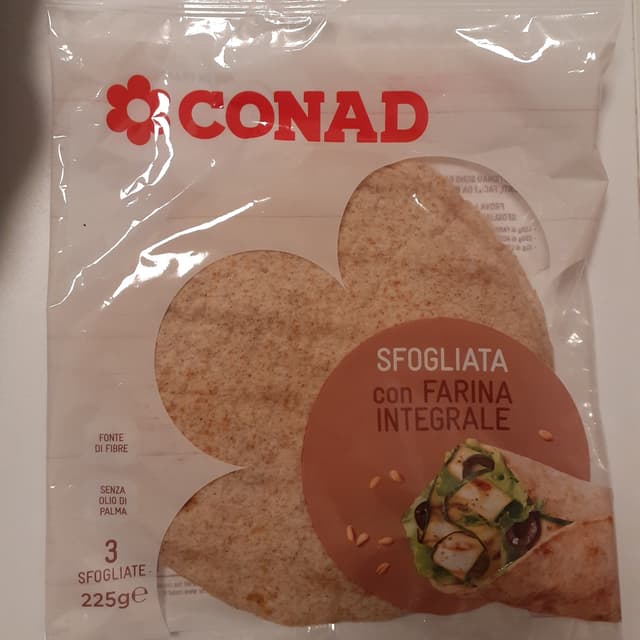 CONAD
SFOGLIATA
con FARINA
INTEGRALE
FONTE
DI FIBRE
SENZA
OLIO DI
PALMA
3
SFOGLIATE
225g℮